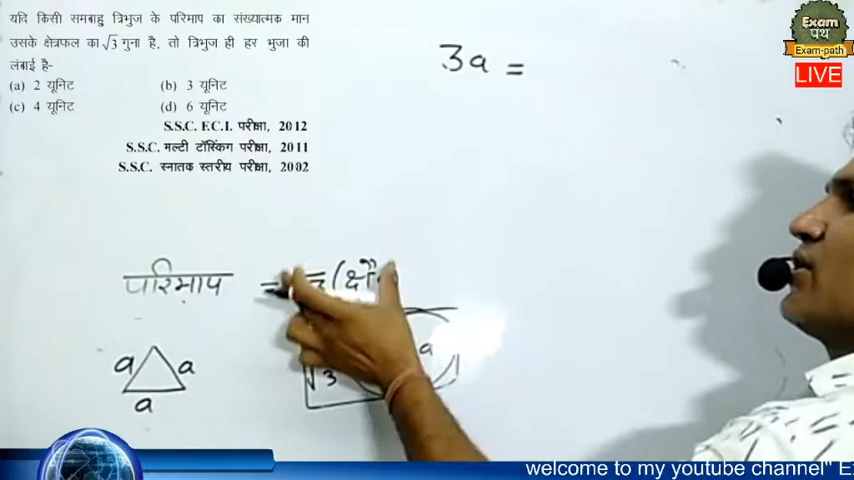 यदि किसी समबाहु त्रिभुज के परिमाप का संख्यात्मक मान
उसके क्षेत्रफल का √3 गुना है, तो त्रिभुज ही हर भुजा की
लंबाई है-
(a) 2 यूनिट (b) 3 यूनिट
(c) 4 यूनिट (d) 6 यूनिट
S.S.C. F.C.I. परीक्षा, 2012
S.S.C. मल्टी टॉस्किंग परीक्षा, 2011
S.S.C. स्नातक स्तरीय परीक्षा, 2002
Exam
पथ
Exam-path
LIVE
3a =
परिमाप =
a a
a
√3
a
welcome to my youtube channel"